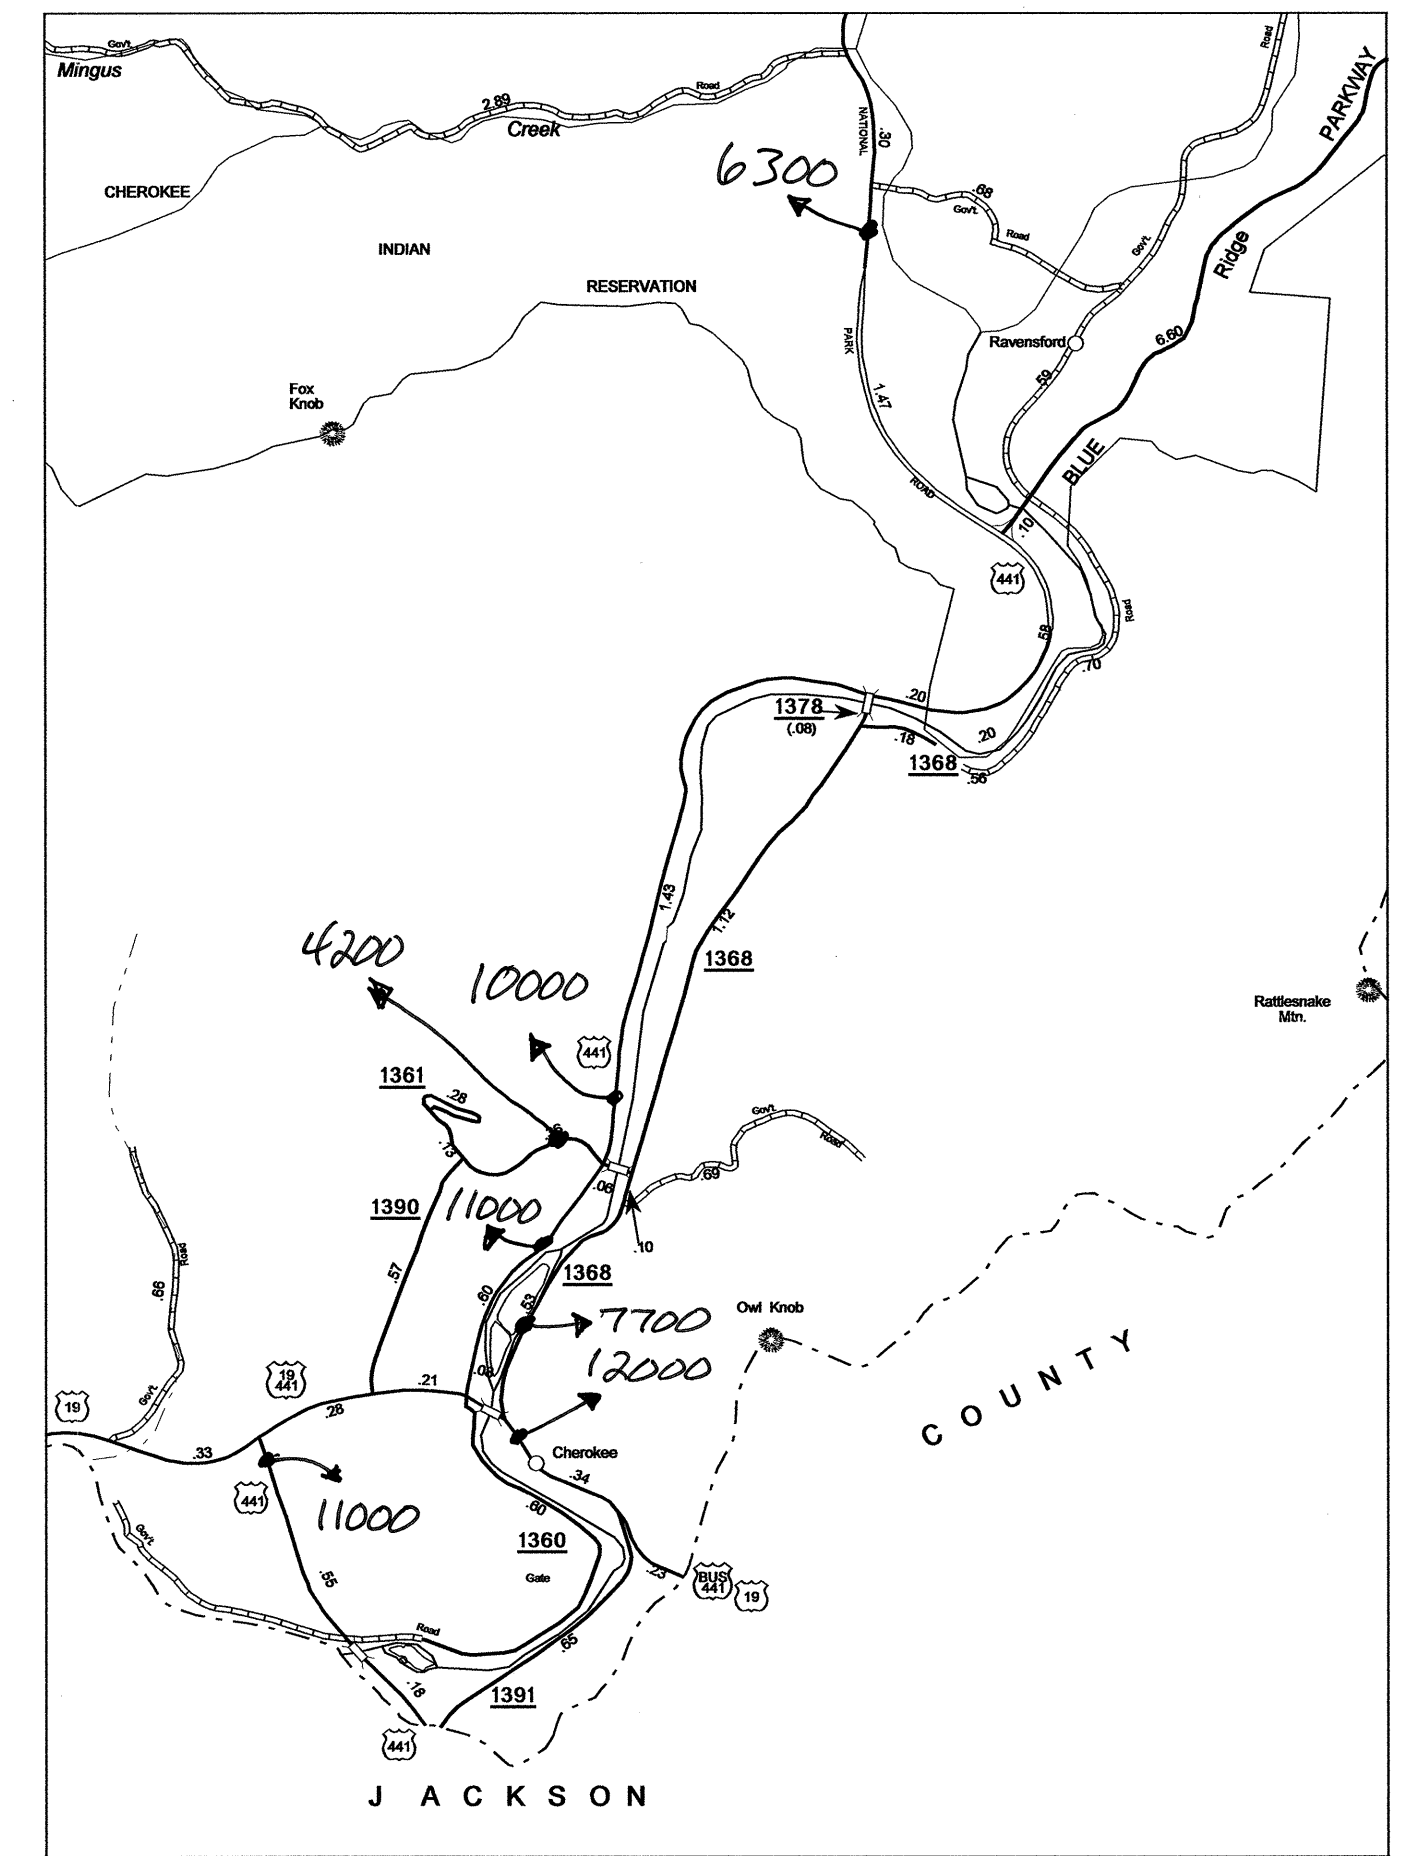 Gov't.
Mingus
2.89
Creek
Road
NATIONAL
.30
Road
PARKWAY
6300
CHEROKEE
.68
Gov't.
Road
Gov't.
Ridge
INDIAN
RESERVATION
PARK
Ravensford
6.60
.59
Fox
Knob
1.47
BLUE
ROAD
.10
441
.58
Road
.70
.20
1378
(.08)
.20
.18
1368
.56
1.43
1.12
1368
4200
10000
Rattlesnake
Mtn.
441
1361
.28
.13
Gov't.
Road
.69
.06
1390
11000
.10
Road
.66
.57
.60
1368
.53
7700
Owl Knob
12000
.08
19
441
.21
.28
Gov't.
19
COUNTY
.33
Cherokee
.34
441
11000
.60
1360
Gov't.
.55
Gate
.23
BUS
441
19
Road
.65
.18
1391
441
JACKSON